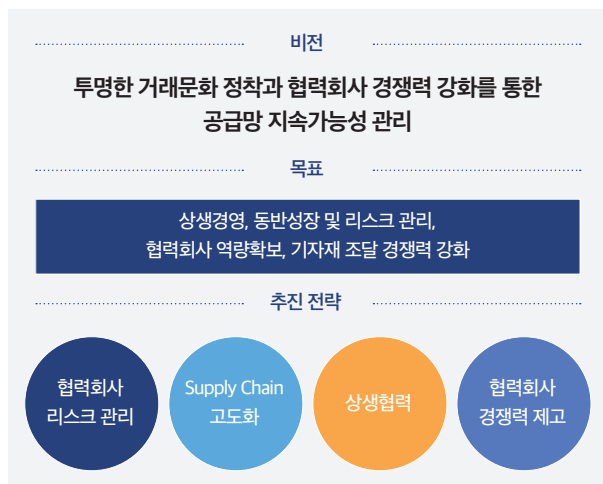 비전
투명한 거래문화 정착과 협력회사 경쟁력 강화를 통한
공급망 지속가능성 관리
목표
상생경영, 동반성장 및 리스크 관리,
협력회사 역량확보, 기자재 조달 경쟁력 강화
추진 전략
협력회사
리스크 관리
Supply Chain
고도화
상생협력
협력회사
경쟁력 제고